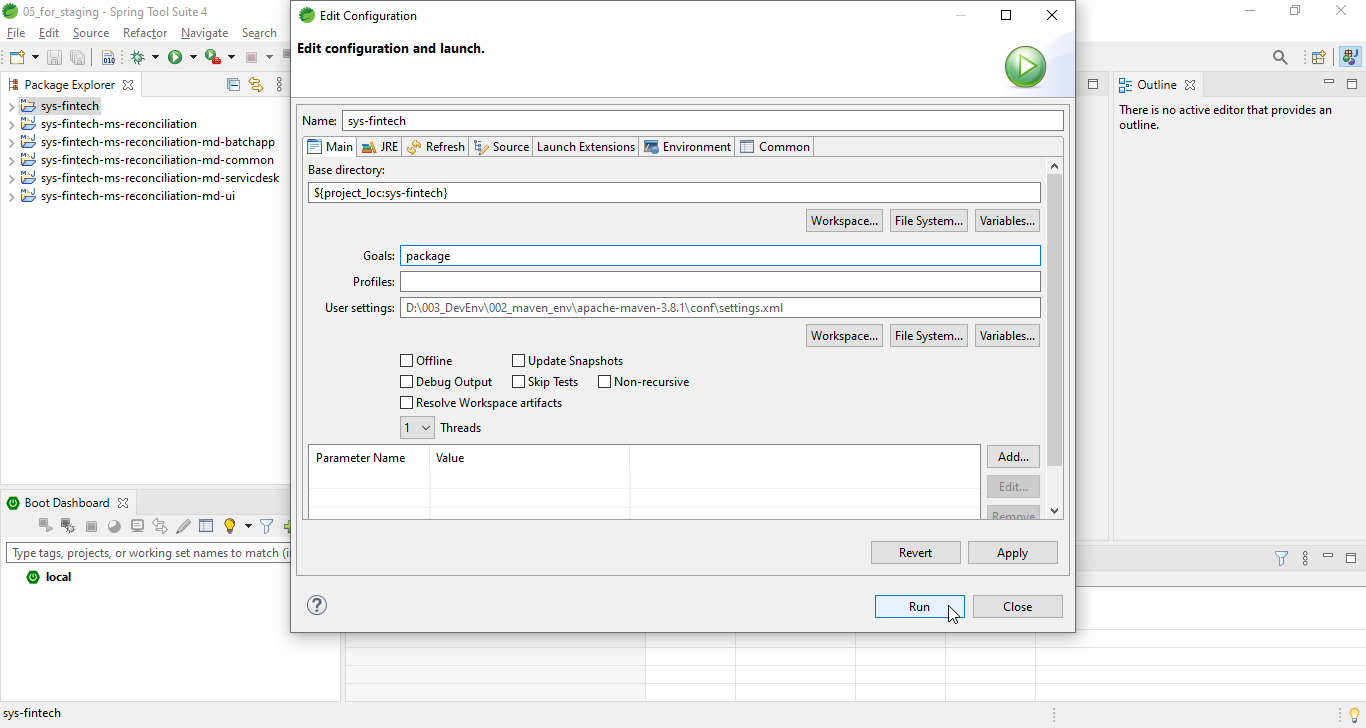 05_for_staging - Spring Tool Suite 4
File Edit Source Refactor Navigate Search
Package Explorer
sys-fintech
sys-fintech-ms-reconciliation
sys-fintech-ms-reconciliation-md-batchapp
sys-fintech-ms-reconciliation-md-common
sys-fintech-ms-reconciliation-md-servicdesk
sys-fintech-ms-reconciliation-md-ui
Boot Dashboard
Type tags, projects, or working set names to match (i
local
sys-fintech
Edit Configuration
Edit configuration and launch.
Name: sys-fintech
Main JRE Refresh Source Launch Extensions Environment Common
Base directory:
${project_loc:sys-fintech}
Workspace... File System... Variables...
Goals: package
Profiles:
User settings: D:\003_DevEnv\002_maven_env\apache-maven-3.8.1\conf\settings.xml
Workspace... File System... Variables...
Offline Update Snapshots
Debug Output Skip Tests Non-recursive
Resolve Workspace artifacts
1 Threads
Parameter Name Value
Add...
Edit...
Remove
Revert Apply
Run Close
Outline
There is no active editor that provides an
outline.